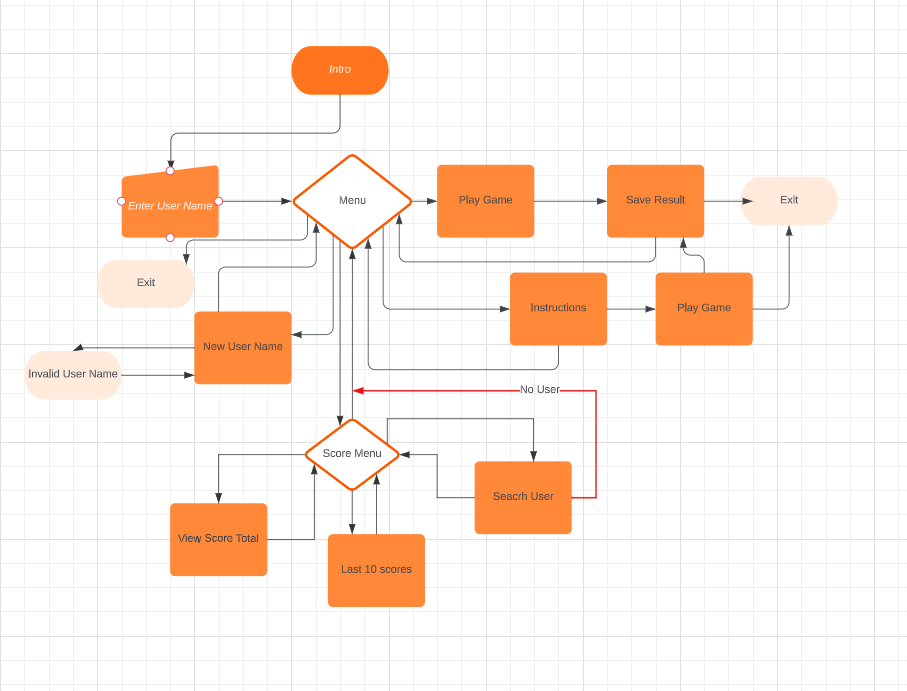 Intro
Enter User Name
Menu
Play Game
Save Result
Exit
Exit
Instructions
Play Game
New User Name
Invalid User Name
No User
Score Menu
Seacrh User
View Score Total
Last 10 scores